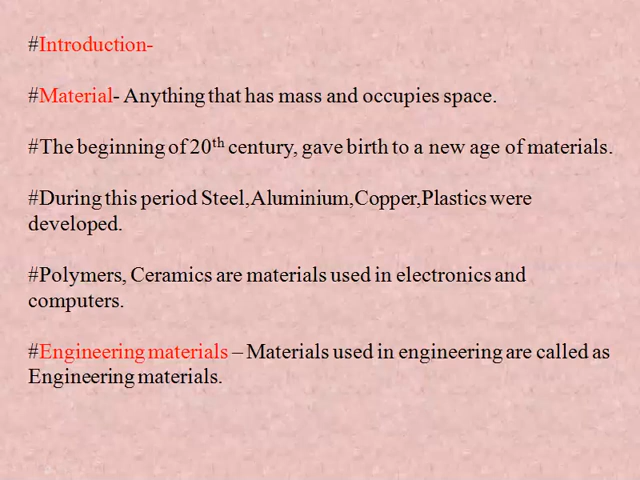 #Introduction-
#Material- Anything that has mass and occupies space.
#The beginning of 20th century, gave birth to a new age of materials.
#During this period Steel,Aluminium,Copper,Plastics were
developed.
#Polymers, Ceramics are materials used in electronics and
computers.
#Engineering materials – Materials used in engineering are called as
Engineering materials.